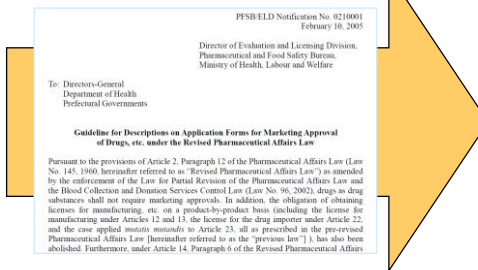 PFSB/ELD Notification No. 0210001
February 10, 2005
Director of Evaluation and Licensing Division,
Pharmaceutical and Food Safety Bureau,
Ministry of Health, Labour and Welfare
To: Directors-General
Department of Health
Prefectural Governments
Guideline for Descriptions on Application Forms for Marketing Approval
of Drugs, etc. under the Revised Pharmaceutical Affairs Law
Pursuant to the provisions of Article 2, Paragraph 12 of the Pharmaceutical Affairs Law (Law
No. 145, 1960, hereinafter referred to as “Revised Pharmaceutical Affairs Law”) as amended
by the enforcement of the Law for Partial Revision of the Pharmaceutical Affairs Law and
the Blood Collection and Donation Services Control Law (Law No. 96, 2002), drugs as drug
substances shall not require marketing approvals. In addition, the obligation of obtaining
licenses for manufacturing, etc. on a product-by-product basis (including the license for
manufacturing under Articles 12 and 13, the license for the drug importer under Article 22,
and the case applied mutatis mutandis to Article 23, all as prescribed in the pre-revised
Pharmaceutical Affairs Law [hereinafter referred to as the “previous law”] ), has also been
abolished. Furthermore, under Article 14, Paragraph 6 of the Revised Pharmaceutical Affairs